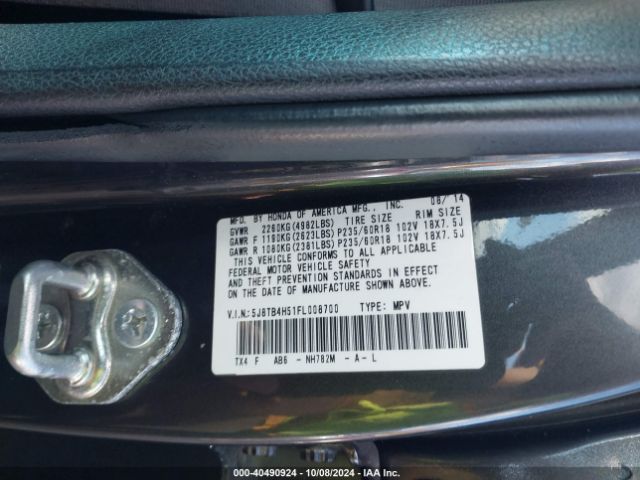 MFD. BY HONDA OF AMERICA MFG., INC. 08/14
GVWR 2260KG(4982LBS) TIRE SIZE RIM SIZE
GAWR F 1190KG(2623LBS) P235/60R18 102V 18X7.5J
GAWR R 1080KG(2381LBS) P235/60R18 102V 18X7.5J
THIS VEHICLE CONFORMS TO ALL APPLICABLE
FEDERAL MOTOR VEHICLE SAFETY
AND THEFT PREVENTION STANDARDS IN EFFECT
ON THE DATE OF MANUFACTURE SHOWN ABOVE.
V.I.N.:5J8TB4H51FL008700 TYPE: MPV
TX4 F AB6 - NH782M - A - L
000-40490924 - 10/08/2024 - IAA Inc.